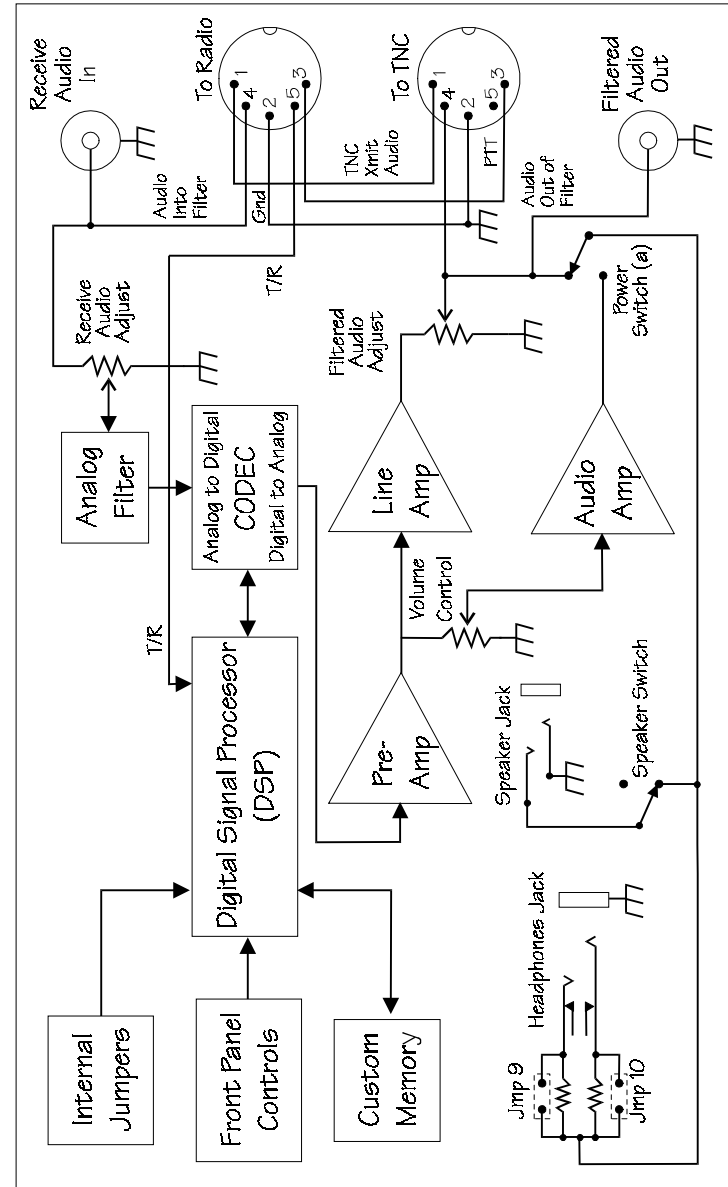 Receive
Audio
In
To Radio
1
4
2
5
3
To TNC
1
4
2
5
3
Filtered
Audio
Out
Audio
Into
Filter
Gnd
T/R
TNC
Xmit
Audio
PTT
Audio
Out of
Filter
Receive
Audio
Adjust
Filtered
Audio
Adjust
Power
Switch (a)
Analog
Filter
Analog to Digital
CODEC
Digital to Analog
Line
Amp
Audio
Amp
T/R
Volume
Control
Digital Signal Processor
(DSP)
Pre-
Amp
Speaker Jack
Speaker Switch
Internal
Jumpers
Front Panel
Controls
Custom
Memory
Headphones Jack
Jmp 9
Jmp 10